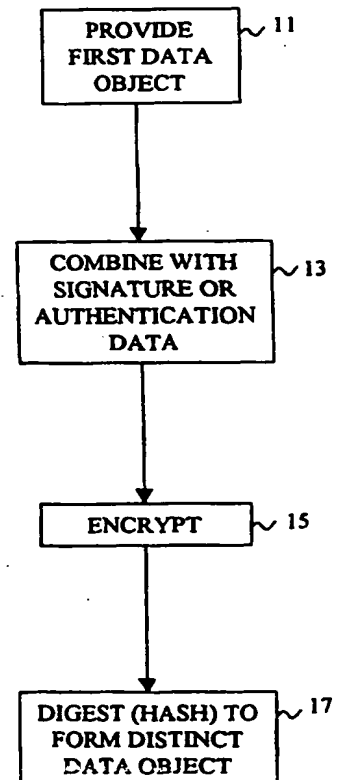 PROVIDE
FIRST DATA
OBJECT
11
COMBINE WITH
SIGNATURE OR
AUTHENTICATION
DATA
13
ENCRYPT
15
DIGEST (HASH) TO
FORM DISTINCT
DATA OBJECT
17